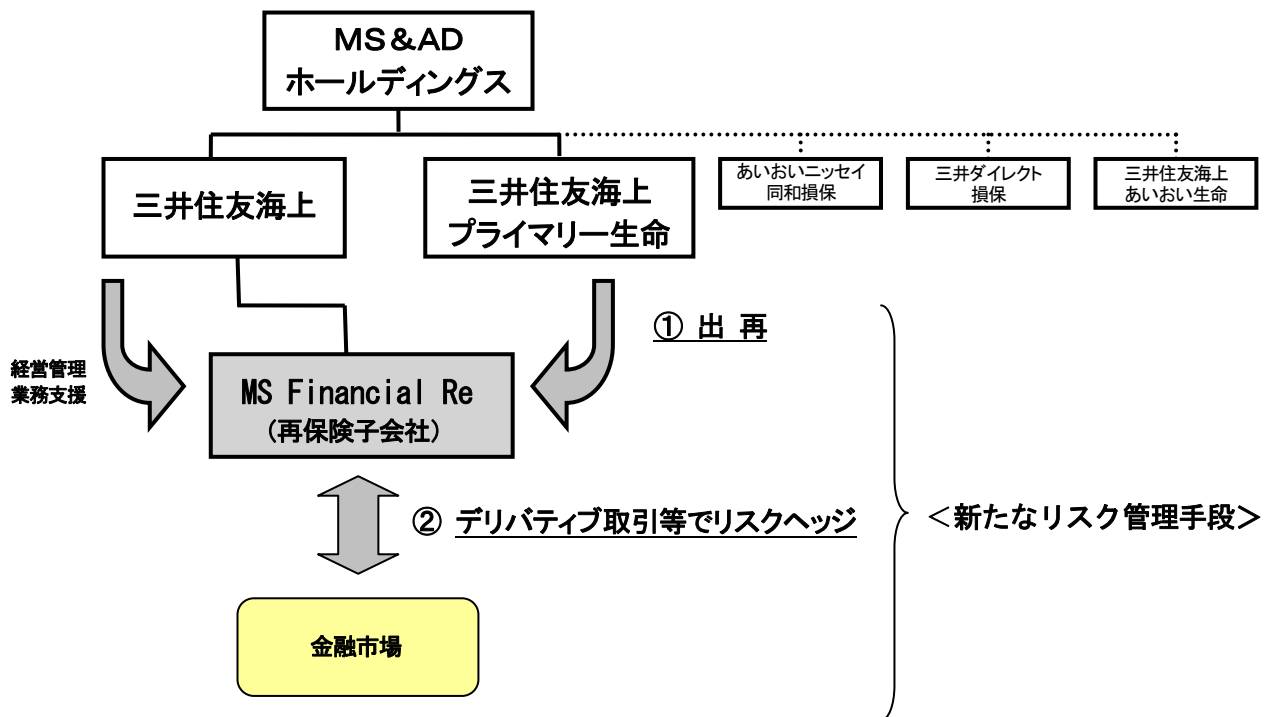 MS&AD
ホールディングス
三井住友海上
三井住友海上
プライマリー生命
あいおいニッセイ
同和損保
三井ダイレクト
損保
三井住友海上
あいおい生命
① 出 再
経営管理
業務支援
MS Financial Re
(再保険子会社)
② デリバティブ取引等でリスクヘッジ
<新たなリスク管理手段>
金融市場